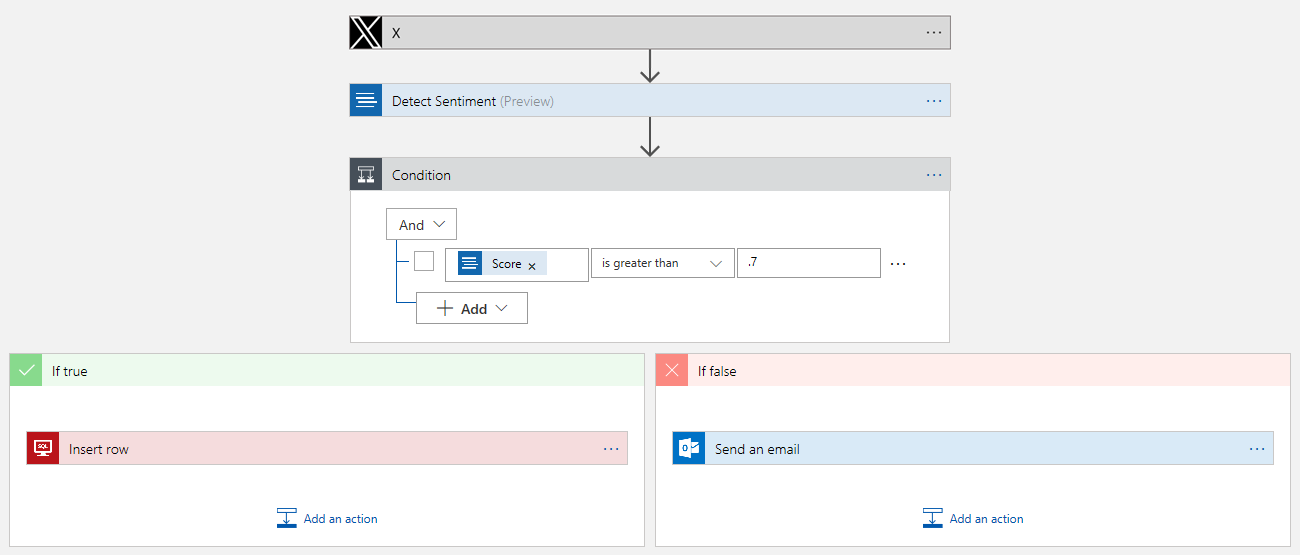 X
Detect Sentiment (Preview)
Condition
And
Score × is greater than .7
Add
If true
If false
SQL Insert row
O Send an email
Add an action
Add an action